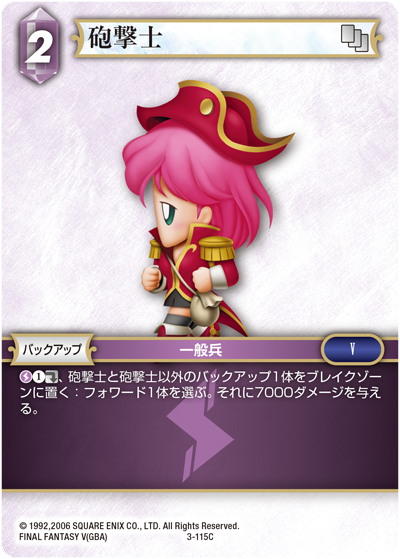 2
砲撃士
バックアップ
一般兵
V
1、砲撃士と砲撃士以外のバックアップ1体をブレイクゾー
ンに置く：フォワード1体を選ぶ。それに7000ダメージを与え
る。
© 1992,2006 SQUARE ENIX CO., LTD. All Rights Reserved.
FINAL FANTASY V(GBA)
3-115C